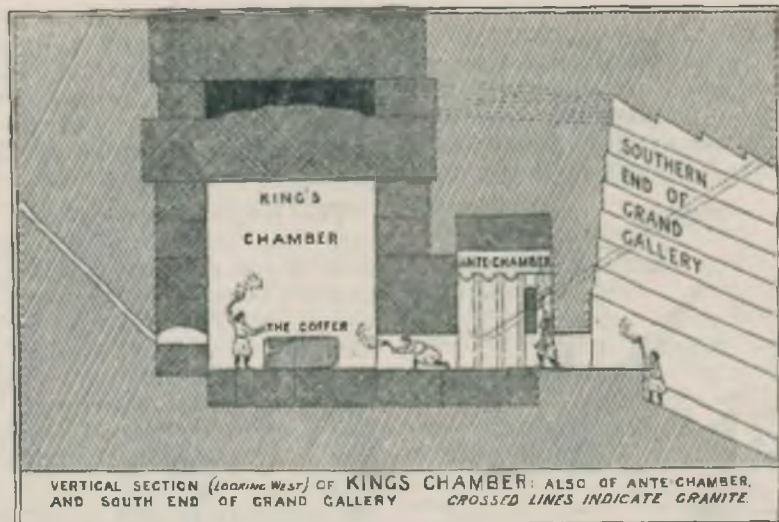 KING'S
CHAMBER
THE COFFER
ANTE-CHAMBER
SOUTHERN
END OF
GRAND
GALLERY
VERTICAL SECTION (LOOKING WEST) OF KINGS CHAMBER: ALSO OF ANTE-CHAMBER,
AND SOUTH END OF GRAND GALLERY CROSSED LINES INDICATE GRANITE.